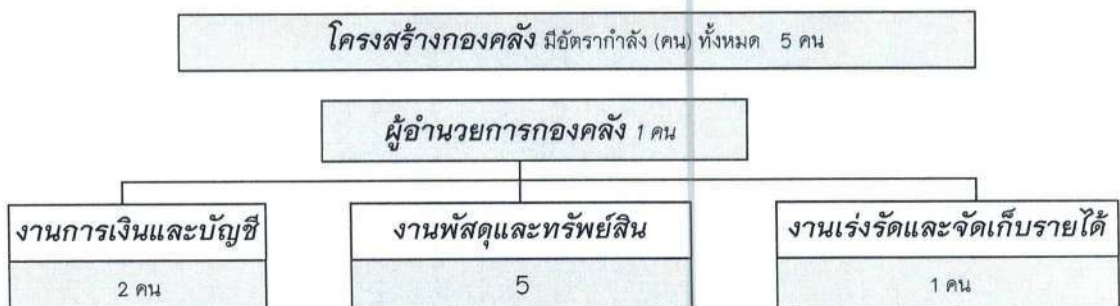 โครงสร้างกองคลัง มีอัตรากำลัง (คน) ทั้งหมด 5 คน
ผู้อำนวยการกองคลัง 1 คน
งานการเงินและบัญชี
งานพัสดุและทรัพย์สิน
งานเร่งรัดและจัดเก็บรายได้
2 คน
5
1 คน